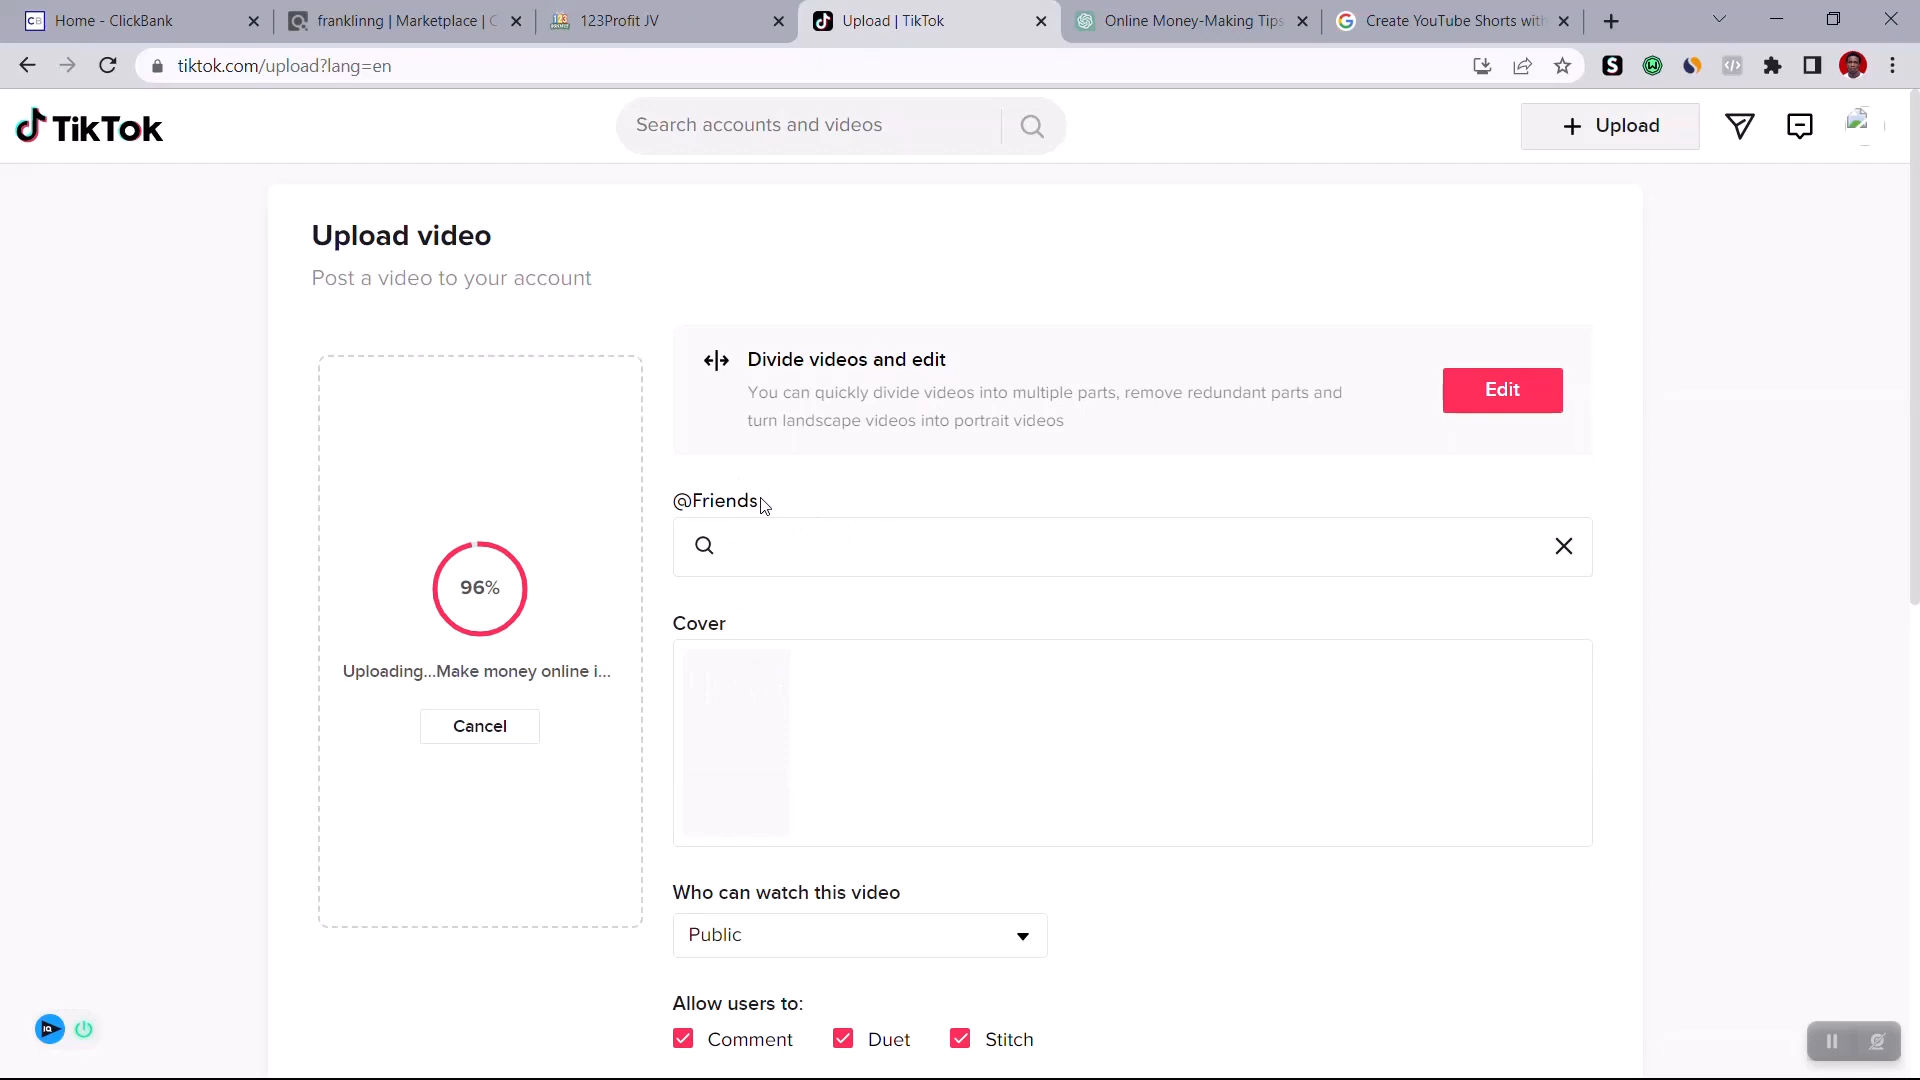 Home - ClickBank
franklinng | Marketplace | C
123Profit JV
Upload | TikTok
Online Money-Making Tips
Create YouTube Shorts with
tiktok.com/upload?lang=en
TikTok
Search accounts and videos
Upload
Upload video
Post a video to your account
Divide videos and edit
You can quickly divide videos into multiple parts, remove redundant parts and
turn landscape videos into portrait videos
Edit
@Friends
96%
Uploading...Make money online i...
Cancel
Cover
Who can watch this video
Public
Allow users to:
Comment
Duet
Stitch